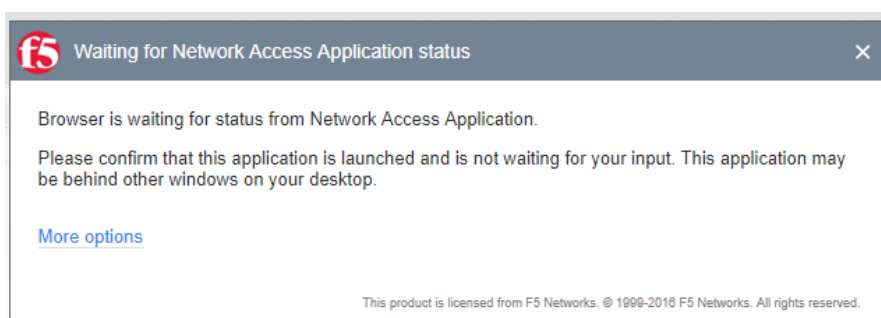 f5 Waiting for Network Access Application status
Browser is waiting for status from Network Access Application.
Please confirm that this application is launched and is not waiting for your input. This application may
be behind other windows on your desktop.
More options
This product is licensed from F5 Networks. © 1999-2016 F5 Networks. All rights reserved.